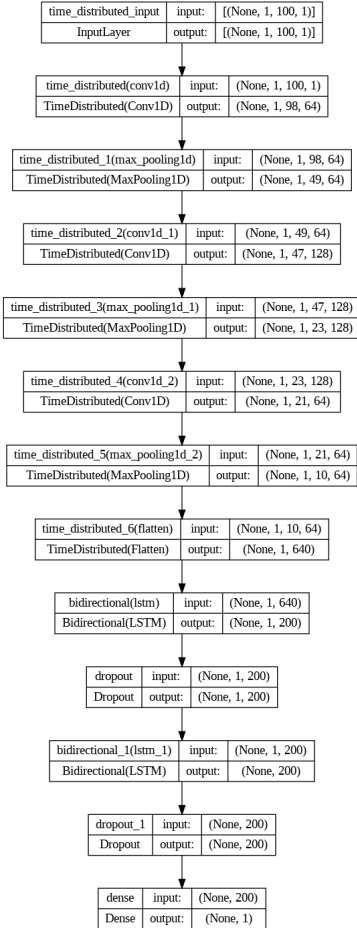 time_distributed_input input: [(None, 1, 100, 1)]
InputLayer output: [(None, 1, 100, 1)]
time_distributed(conv1d) input: (None, 1, 100, 1)
TimeDistributed(Conv1D) output: (None, 1, 98, 64)
time_distributed_1(max_pooling1d) input: (None, 1, 98, 64)
TimeDistributed(MaxPooling1D) output: (None, 1, 49, 64)
time_distributed_2(conv1d_1) input: (None, 1, 49, 64)
TimeDistributed(Conv1D) output: (None, 1, 47, 128)
time_distributed_3(max_pooling1d_1) input: (None, 1, 47, 128)
TimeDistributed(MaxPooling1D) output: (None, 1, 23, 128)
time_distributed_4(conv1d_2) input: (None, 1, 23, 128)
TimeDistributed(Conv1D) output: (None, 1, 21, 64)
time_distributed_5(max_pooling1d_2) input: (None, 1, 21, 64)
TimeDistributed(MaxPooling1D) output: (None, 1, 10, 64)
time_distributed_6(flatten) input: (None, 1, 10, 64)
TimeDistributed(Flatten) output: (None, 1, 640)
bidirectional(lstm) input: (None, 1, 640)
Bidirectional(LSTM) output: (None, 1, 200)
dropout input: (None, 1, 200)
Dropout output: (None, 1, 200)
bidirectional_1(lstm_1) input: (None, 1, 200)
Bidirectional(LSTM) output: (None, 200)
dropout_1 input: (None, 200)
Dropout output: (None, 200)
dense input: (None, 200)
Dense output: (None, 1)